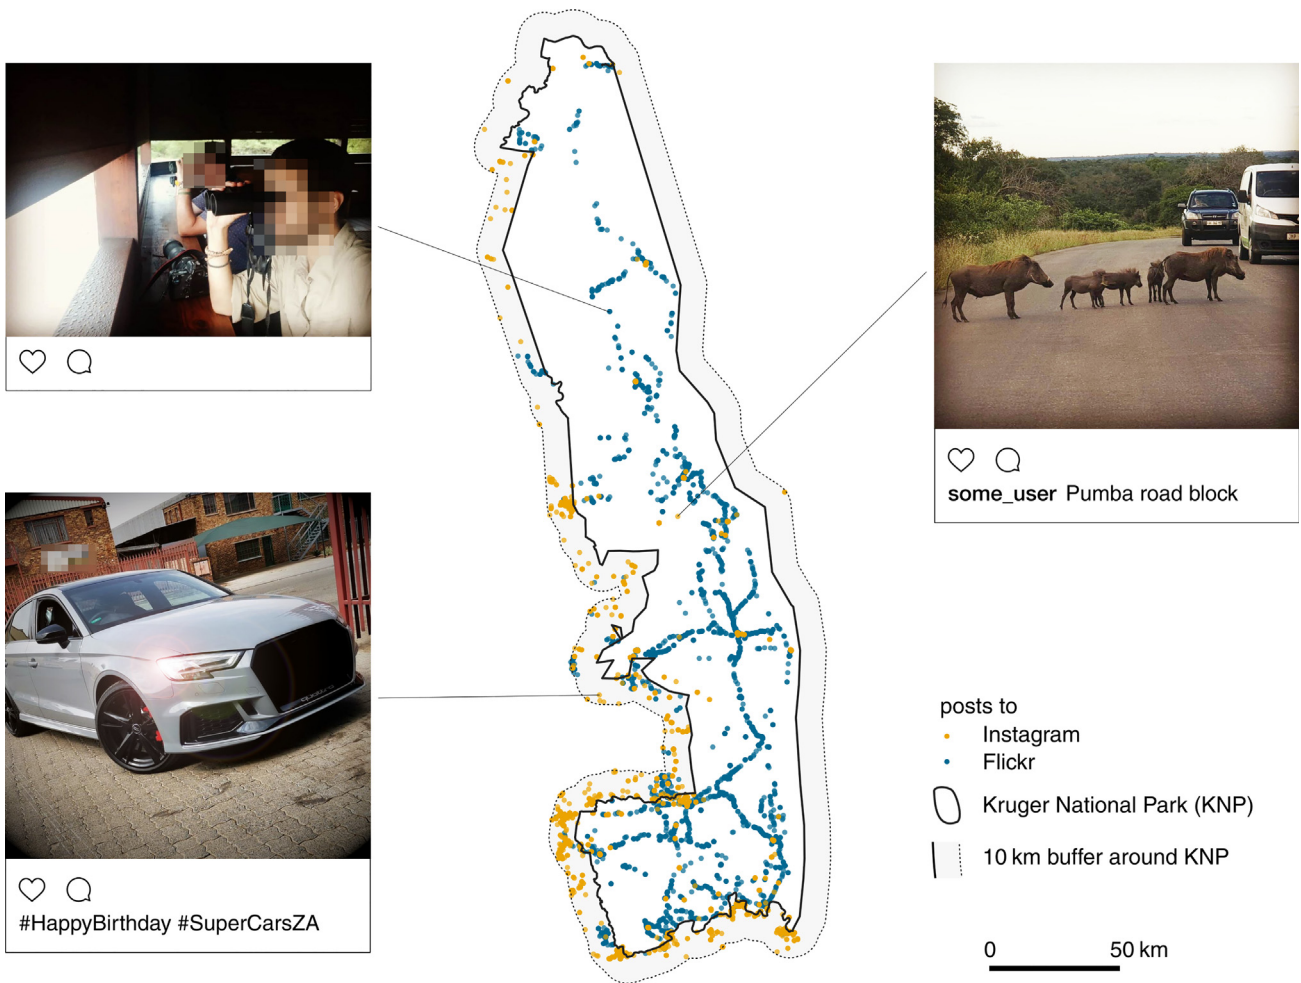 some_user Pumba road block
#HappyBirthday #SuperCarsZA
posts to
Instagram
Flickr
Kruger National Park (KNP)
10 km buffer around KNP
0 50 km